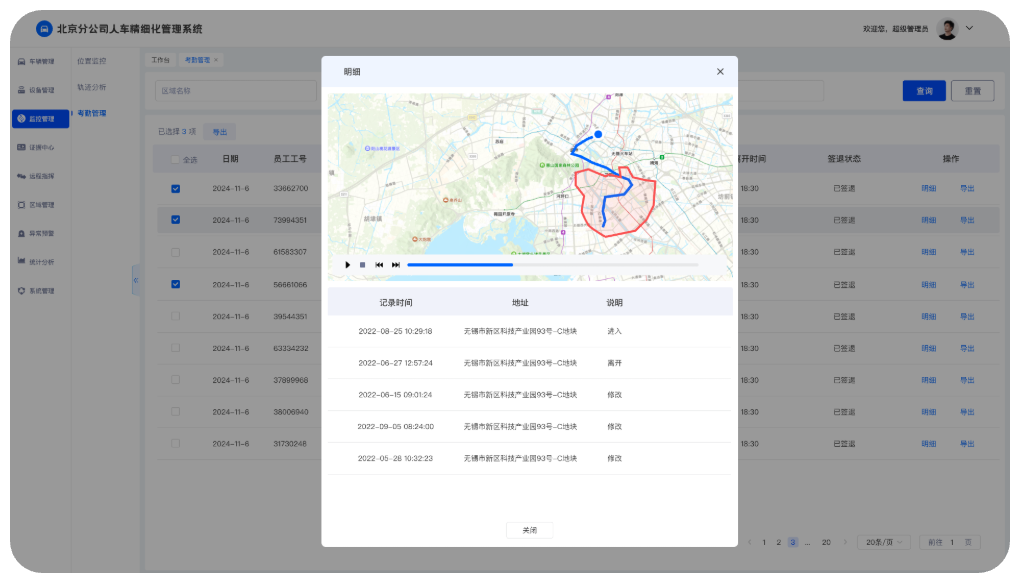 北京分公司人车精细化管理系统
欢迎您，超级管理员
车辆管理
设备管理
监控管理
证据中心
远程指挥
区域管理
异常预警
统计分析
系统管理
位置监控
轨迹分析
考勤管理
工作台 考勤管理 ×
区域名称 查询 重置
已选择 3 项 导出
全选 日期 员工工号 开时间 签退状态 操作
2024-11-6 33662700 18:30 已签退 明细 导出
2024-11-6 73994351 18:30 已签退 明细 导出
2024-11-6 61583307 18:30 已签退 明细 导出
2024-11-6 56661066 18:30 已签退 明细 导出
2024-11-6 39544351 18:30 已签退 明细 导出
2024-11-6 63334232 18:30 已签退 明细 导出
2024-11-6 37899968 18:30 已签退 明细 导出
2024-11-6 38006940 18:30 已签退 明细 导出
2024-11-6 31730248 18:30 已签退 明细 导出
1 2 3 ... 20 20条/页 前往 1 页
明细
记录时间 地址 说明
2022-08-25 10:29:18 无锡市新区科技产业园93号-C地块 进入
2022-06-27 12:57:24 无锡市新区科技产业园93号-C地块 离开
2022-06-15 09:01:24 无锡市新区科技产业园93号-C地块 修改
2022-09-05 08:24:00 无锡市新区科技产业园93号-C地块 修改
2022-05-28 10:32:23 无锡市新区科技产业园93号-C地块 修改
关闭